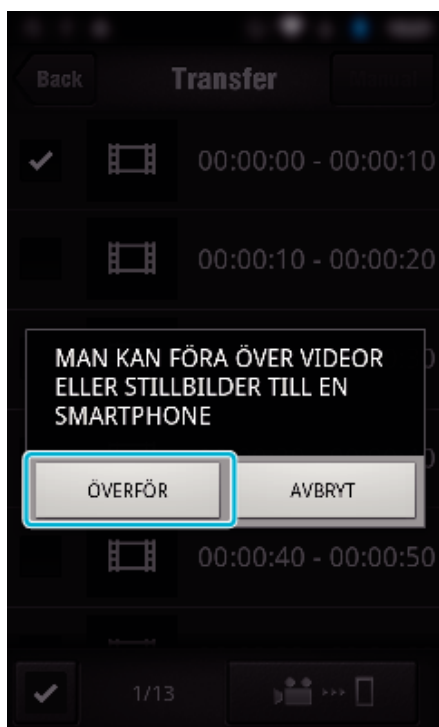 Back
Transfer
00:00:00 - 00:00:10
00:00:10 - 00:00:20
MAN KAN FÖRA ÖVER VIDEOR
ELLER STILLBILDER TILL EN
SMARTPHONE
ÖVERFÖR
AVBRYT
00:00:40 - 00:00:50
1/13